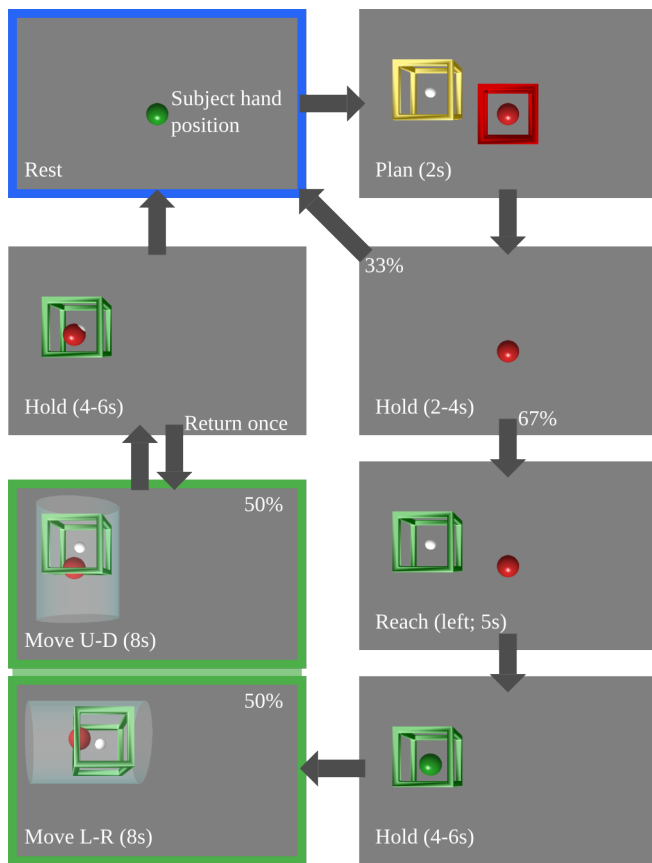 Subject hand
position
Rest
Plan (2s)
33%
Hold (4-6s)
Hold (2-4s)
Return once
67%
50%
Move U-D (8s)
Reach (left; 5s)
50%
Move L-R (8s)
Hold (4-6s)